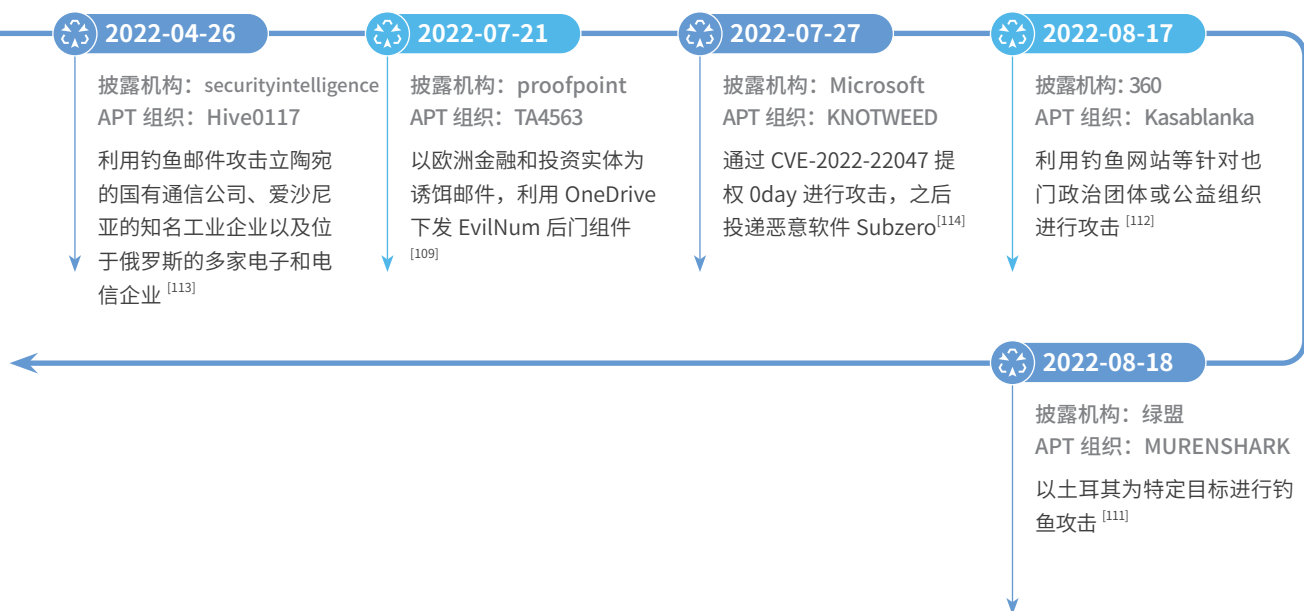 2022-04-26
披露机构：securityintelligence
APT 组织：Hive0117
利用钓鱼邮件攻击立陶宛
的国有通信公司、爱沙尼
亚的知名工业企业以及位
于俄罗斯的多家电子和电
信企业 [113]
2022-07-21
披露机构：proofpoint
APT 组织：TA4563
以欧洲金融和投资实体为
诱饵邮件，利用 OneDrive
下发 EvilNum 后门组件
[109]
2022-07-27
披露机构：Microsoft
APT 组织：KNOTWEED
通过 CVE-2022-22047 提
权 0day 进行攻击，之后
投递恶意软件 Subzero[114]
2022-08-17
披露机构：360
APT 组织：Kasablanka
利用钓鱼网站等针对也
门政治团体或公益组织
进行攻击 [112]
2022-08-18
披露机构：绿盟
APT 组织：MURENSHARK
以土耳其为特定目标进行钓
鱼攻击 [111]